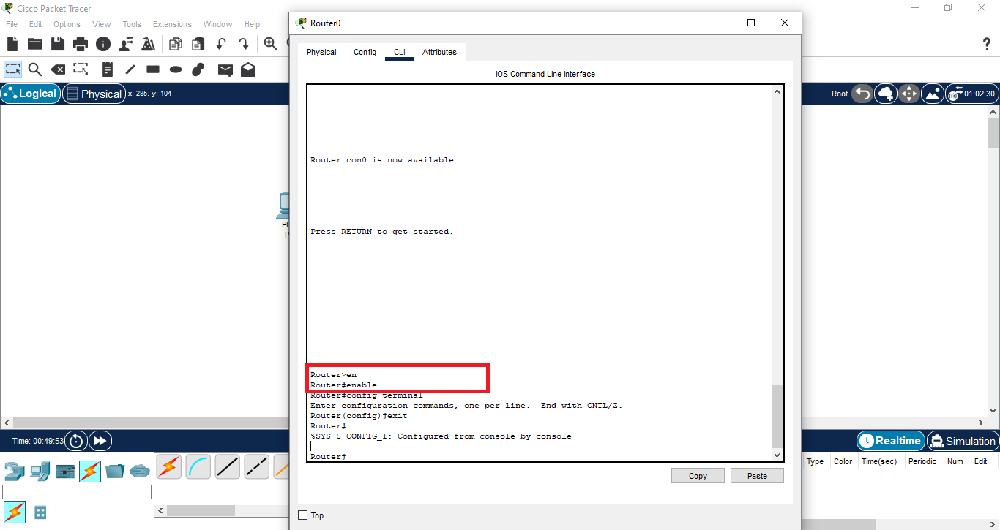 Cisco Packet Tracer
File Edit Options View Tools Extensions Window Help
Logical
Physical
x: 285, y: 104
Root
01:02:30
Router0
Physical Config CLI Attributes
IOS Command Line Interface
Router con0 is now available
Press RETURN to get started.
Router>en
Router#enable
Router#config terminal
Enter configuration commands, one per line.  End with CNTL/Z.
Router(config)#exit
Router#
%SYS-5-CONFIG_I: Configured from console by console
Router#
Copy Paste
Top
Time: 00:49:53
Realtime
Simulation
Type Color Time(sec) Periodic Num Edit